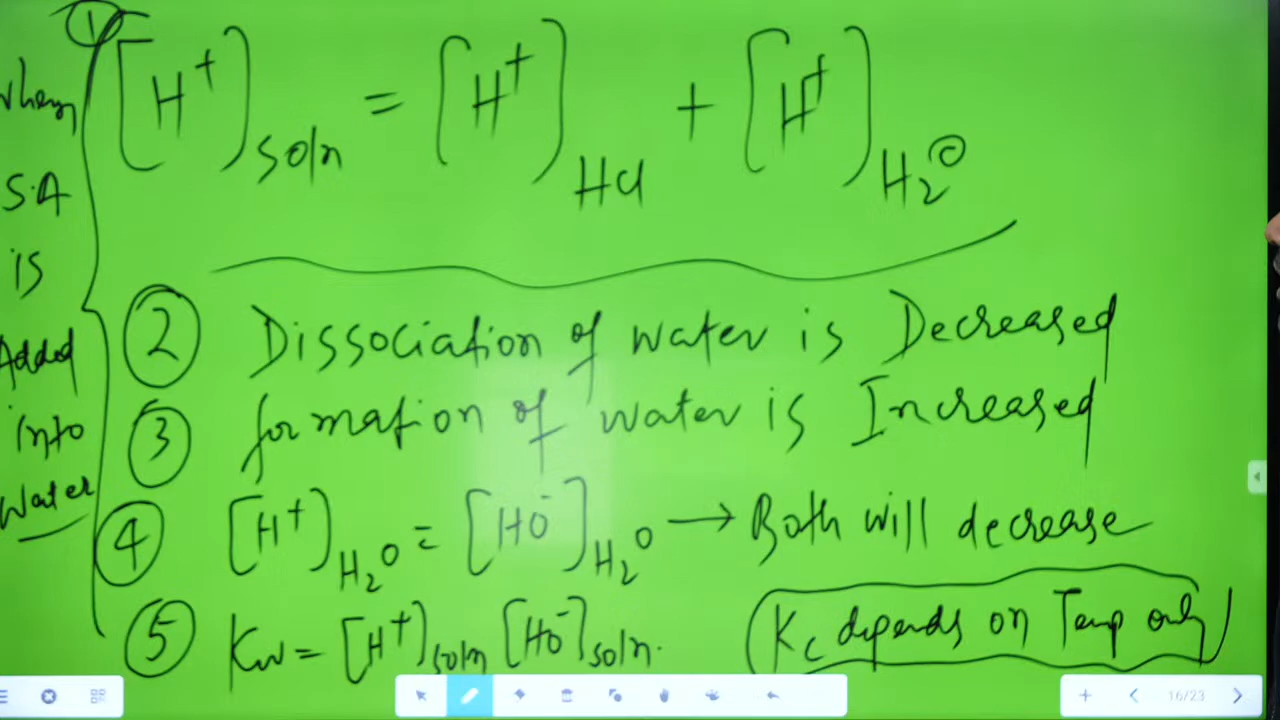 When
S.A
is
Added
into
water
① [H⁺]soln = [H⁺]HCl + [H⁺]H₂O
② Dissociation of water is Decreased
③ formation of water is Increased
④ [H⁺]H₂O = [HO⁻]H₂O → Both will decrease
⑤ Kw = [H⁺]soln [HO⁻]soln.
(Kc depends on Temp only)
16/23